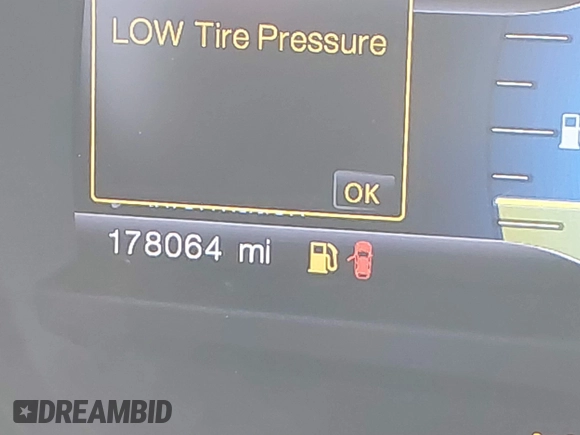 LOW Tire Pressure
OK
178064 mi
DREAMBID